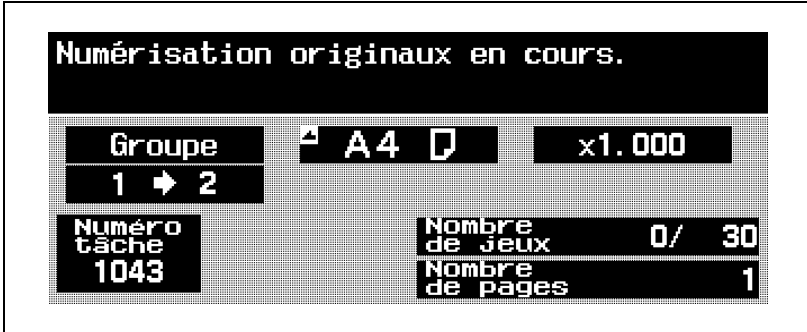 Numérisation originaux en cours.
Groupe A4 x1.000
1 → 2
Numéro
tâche
1043
Nombre
de jeux 0/ 30
Nombre
de pages 1